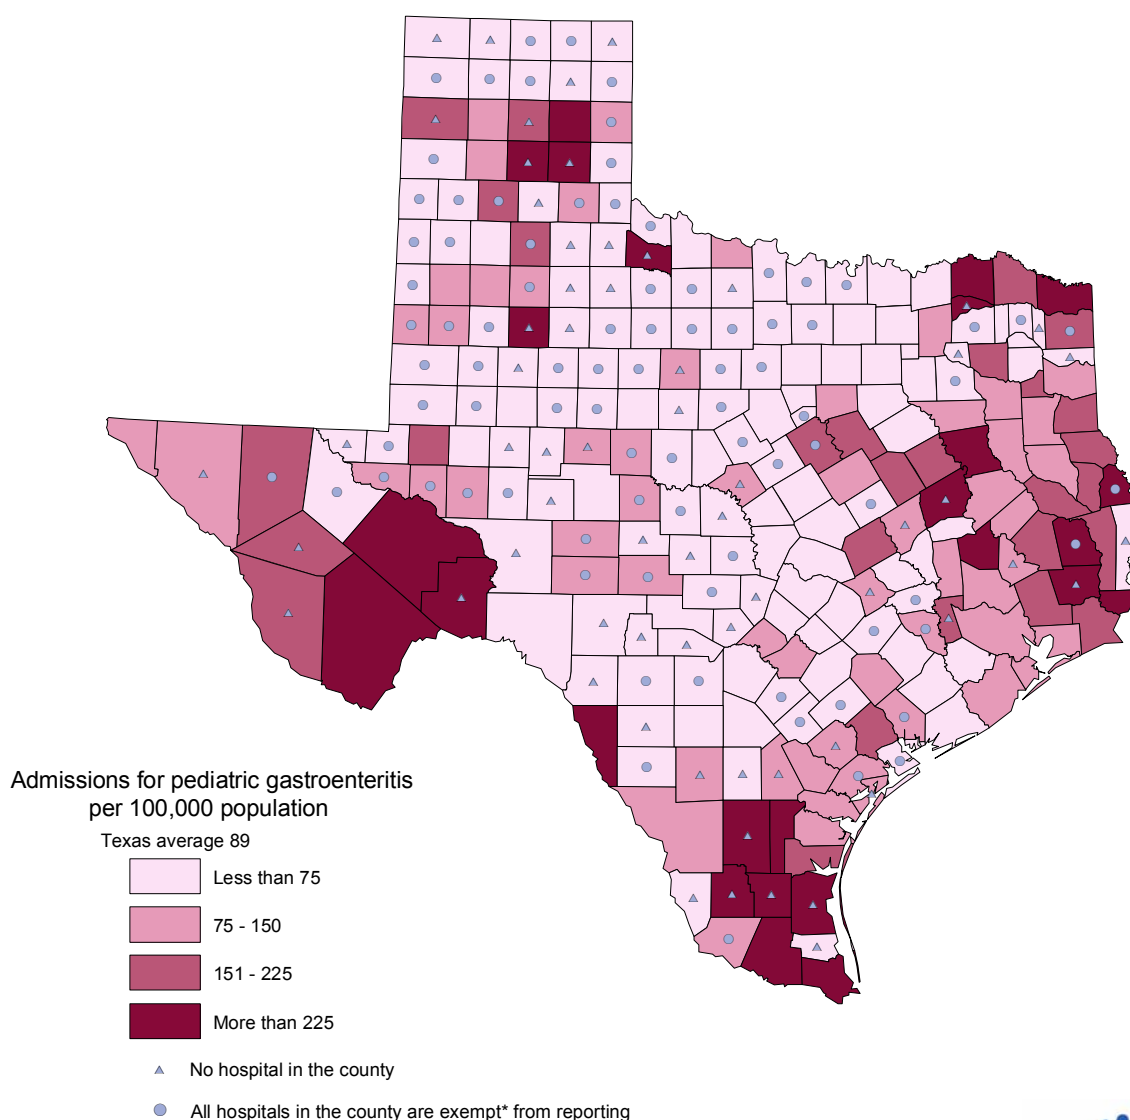 Admissions for pediatric gastroenteritis
per 100,000 population
Texas average 89
Less than 75
75 - 150
151 - 225
More than 225
No hospital in the county
All hospitals in the county are exempt* from reporting